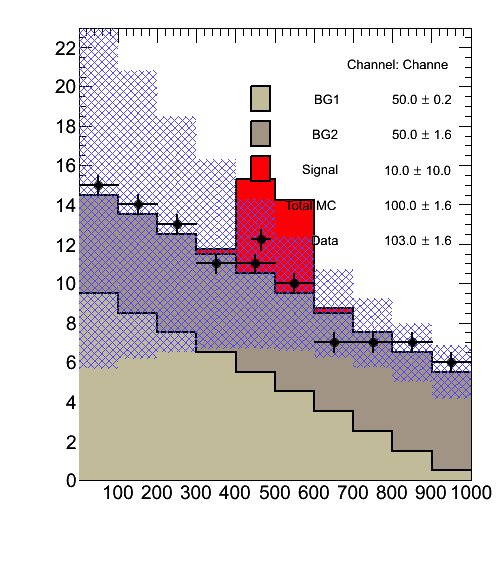 Channel: Channe
BG1 50.0 ± 0.2
BG2 50.0 ± 1.6
Signal 10.0 ± 10.0
Total MC 100.0 ± 1.6
Data 103.0 ± 1.6
22
20
18
16
14
12
10
8
6
4
2
0
100 200 300 400 500 600 700 800 900 1000